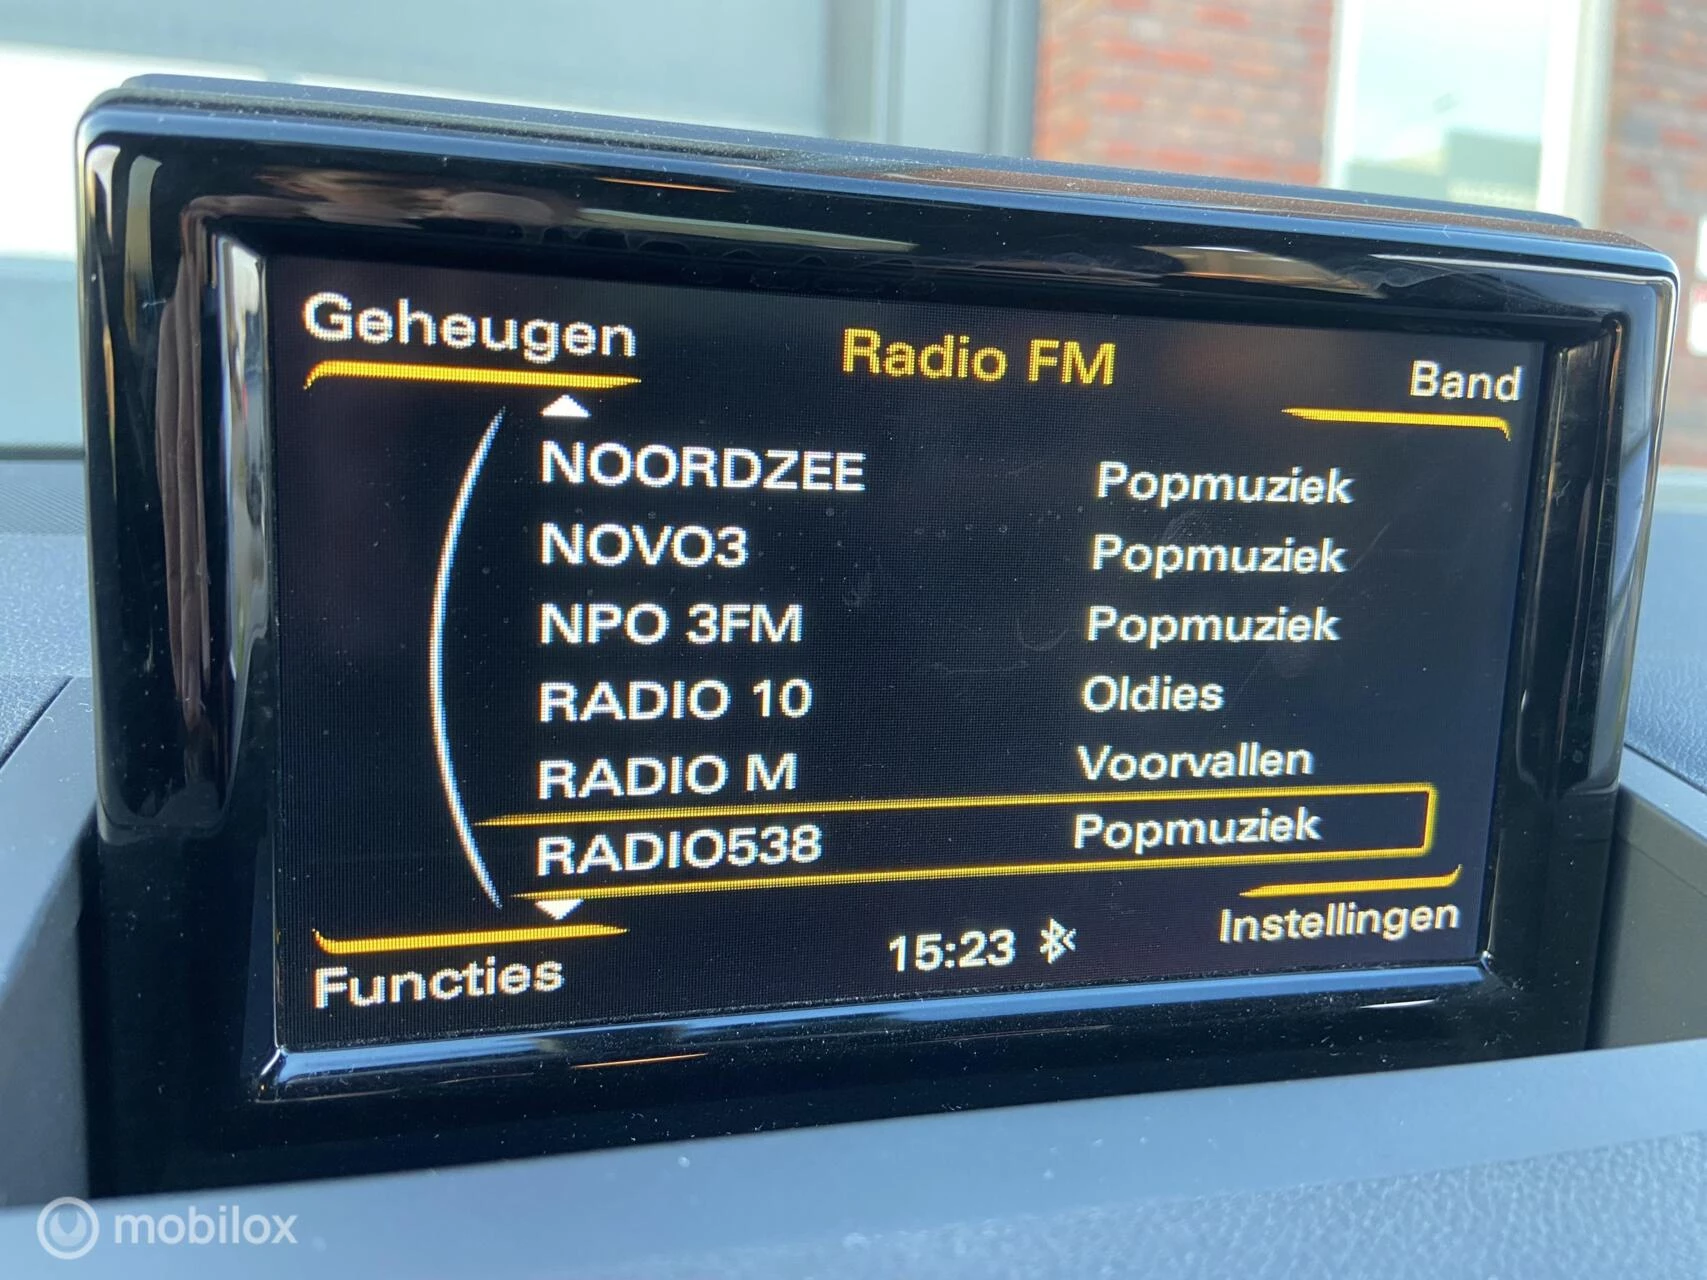 Geheugen
Radio FM
Band
NOORDZEE Popmuziek
NOVO3 Popmuziek
NPO 3FM Popmuziek
RADIO 10 Oldies
RADIO M Voorvallen
RADIO538 Popmuziek
Functies
15:23
Instellingen
mobilox